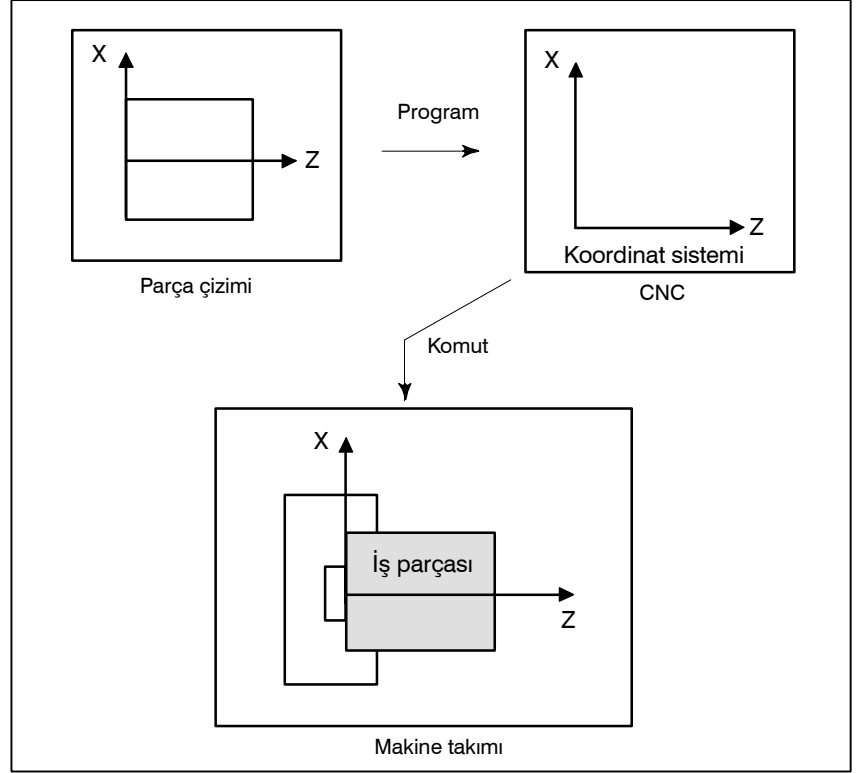 X
Z
Parça çizimi
Program
X
Z
Koordinat sistemi
CNC
Komut
X
İş parçası
Z
Makine takımı